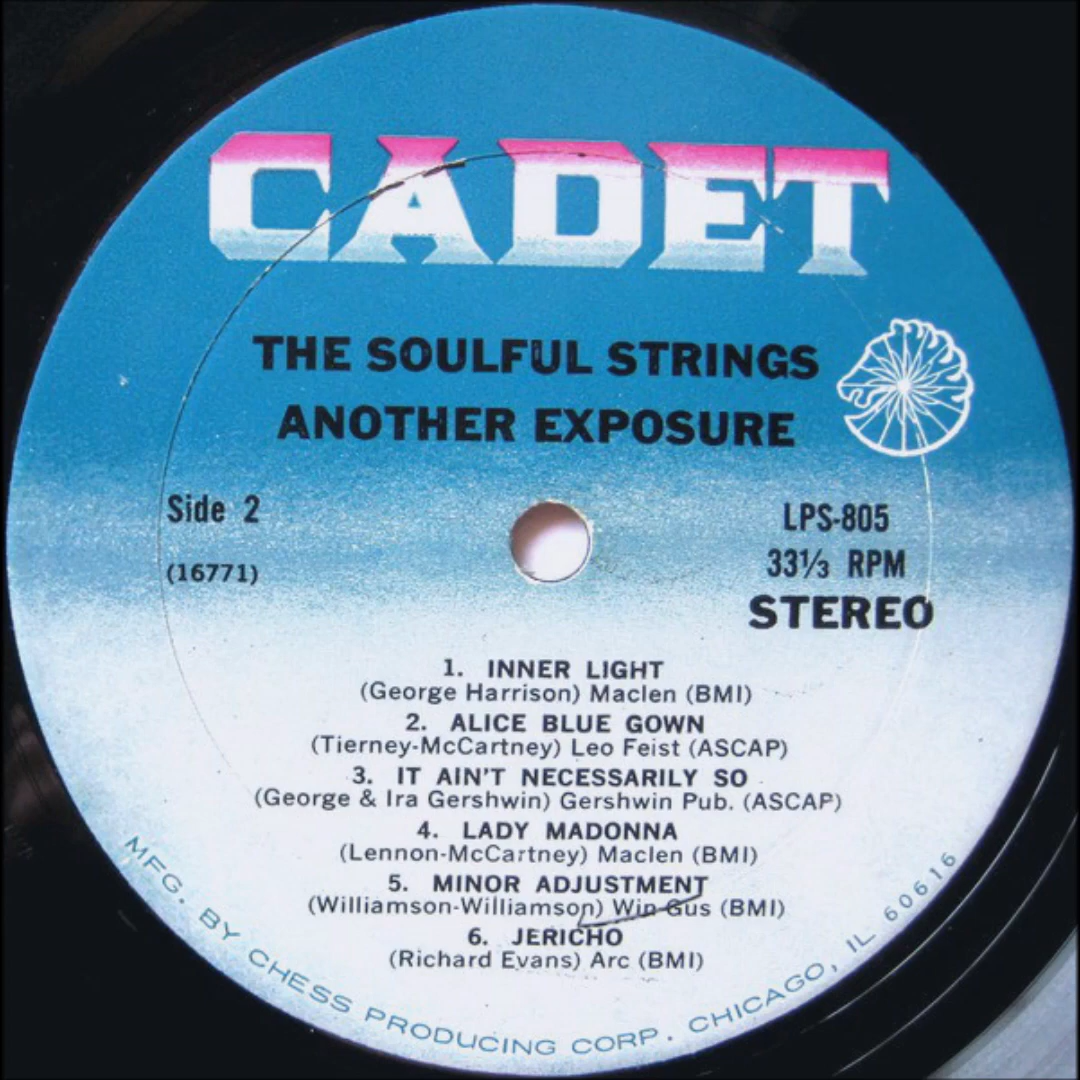 CADET
THE SOULFUL STRINGS
ANOTHER EXPOSURE
Side 2
(16771)
LPS-805
33⅓ RPM
STEREO
1. INNER LIGHT
(George Harrison) Maclen (BMI)
2. ALICE BLUE GOWN
(Tierney-McCartney) Leo Feist (ASCAP)
3. IT AIN'T NECESSARILY SO
(George & Ira Gershwin) Gershwin Pub. (ASCAP)
4. LADY MADONNA
(Lennon-McCartney) Maclen (BMI)
5. MINOR ADJUSTMENT
(Williamson-Williamson) Win Gus (BMI)
6. JERICHO
(Richard Evans) Arc (BMI)
MFG. BY CHESS PRODUCING CORP. CHICAGO, IL 60616